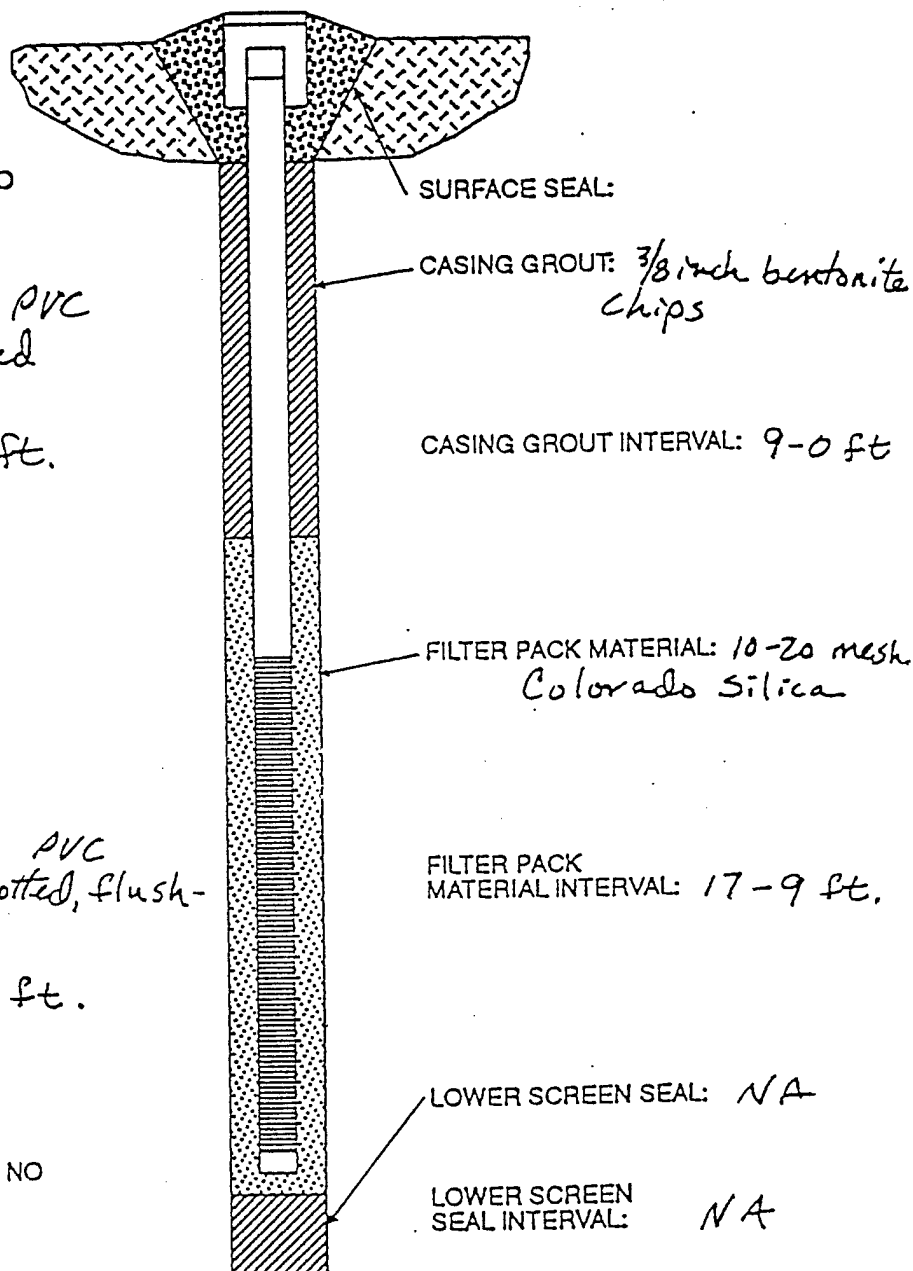 SURFACE SEAL:
CASING GROUT: 3/8 inch bentonite
Chips
PVC
ed
ft.
CASING GROUT INTERVAL: 9-0 ft
FILTER PACK MATERIAL: 10-20 mesh
Colorado Silica
PVC
otted, flush-
FILTER PACK
MATERIAL INTERVAL: 17-9 ft.
ft.
LOWER SCREEN SEAL: NA
NO
LOWER SCREEN
SEAL INTERVAL: NA